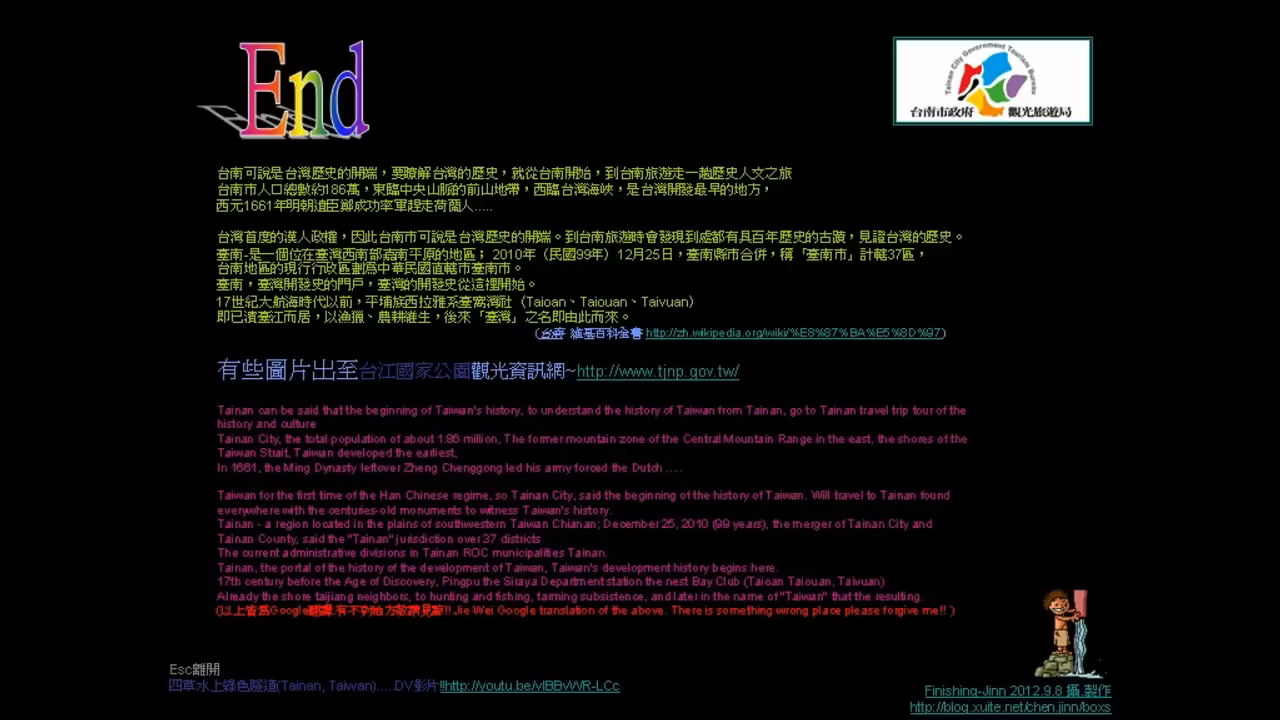 End
Tainan City Government Tourism Bureau
台南市政府 觀光旅遊局
台南可說是台灣歷史的開端，要瞭解台灣的歷史，就從台南開始，到台南旅遊走一趟歷史人文之旅
台南市人口總數約186萬，東臨中央山脈的前山地帶，西臨台灣海峽，是台灣開發最早的地方，
西元1661年明朝遺臣鄭成功率軍趕走荷蘭人.....
台灣首度的漢人政權，因此台南市可說是台灣歷史的開端。到台南旅遊時會發現到處都有具百年歷史的古蹟，見證台灣的歷史。
臺南-是一個位在臺灣西南部嘉南平原的地區； 2010年（民國99年）12月25日，臺南縣市合併，稱「臺南市」計轄37區，
台南地區的現行行政區劃為中華民國直轄市臺南市。
臺南，臺灣開發史的門戶，臺灣的開發史從這裡開始。
17世紀大航海時代以前，平埔族西拉雅系臺窩灣社（Taioan、Taiouan、Taivuan）
即已濱臺江而居，以漁獵、農耕維生，後來「臺灣」之名即由此而來。
(台南 維基百科全書 http://zh.wikipedia.org/wiki/%E8%87%BA%E5%8D%97)
有些圖片出至台江國家公園觀光資訊網~http://www.tjnp.gov.tw/
Tainan can be said that the beginning of Taiwan's history, to understand the history of Taiwan from Tainan, go to Tainan travel trip tour of the
history and culture
Tainan City, the total population of about 1.86 million, The former mountain zone of the Central Mountain Range in the east, the shores of the
Taiwan Strait, Taiwan developed the earliest,
In 1661, the Ming Dynasty leftover Zheng Chenggong led his army forced the Dutch .....
Taiwan for the first time of the Han Chinese regime, so Tainan City, said the beginning of the history of Taiwan. Will travel to Tainan found
everywhere with the centuries-old monuments to witness Taiwan's history.
Tainan - a region located in the plains of southwestern Taiwan Chianan; December 25, 2010 (99 years), the merger of Tainan City and
Tainan County, said the "Tainan" jurisdiction over 37 districts
The current administrative divisions in Tainan ROC municipalities Tainan.
Tainan, the portal of the history of the development of Taiwan, Taiwan's development history begins here.
17th century before the Age of Discovery, Pingpu the Siraya Department station the nest Bay Club (Taioan Taiouan, Taivuan)
Already the shore taijiang neighbors, to hunting and fishing, farming subsistence, and later in the name of "Taiwan" that the resulting.
(以上皆為Google翻譯,有不對地方敬請見諒!! Jie Wei Google translation of the above. There is something wrong place please forgive me!! )
Esc離開
四草水上綠色隧道(Tainan, Taiwan).....DV影片!!http://youtu.be/vlBBvWR-LCc
Finishing-Jinn 2012.9.8 攝.製作
http://blog.xuite.net/chen.jinn/boxs